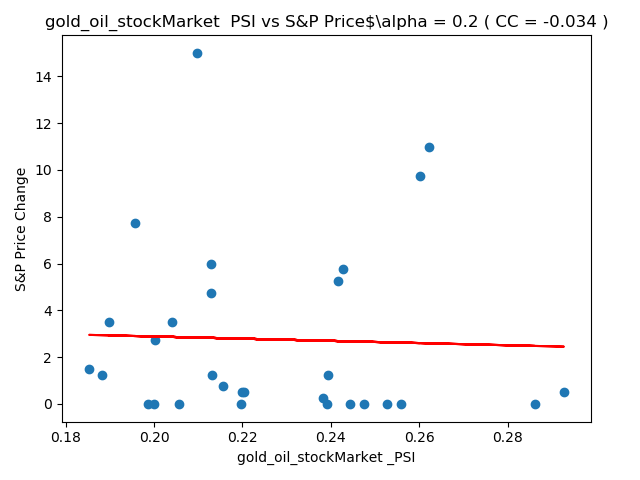 gold_oil_stockMarket  PSI vs S&P Price$\alpha = 0.2 ( CC = -0.034 )
14
12
10
8
6
4
2
0
S&P Price Change
0.18 0.20 0.22 0.24 0.26 0.28
gold_oil_stockMarket _PSI